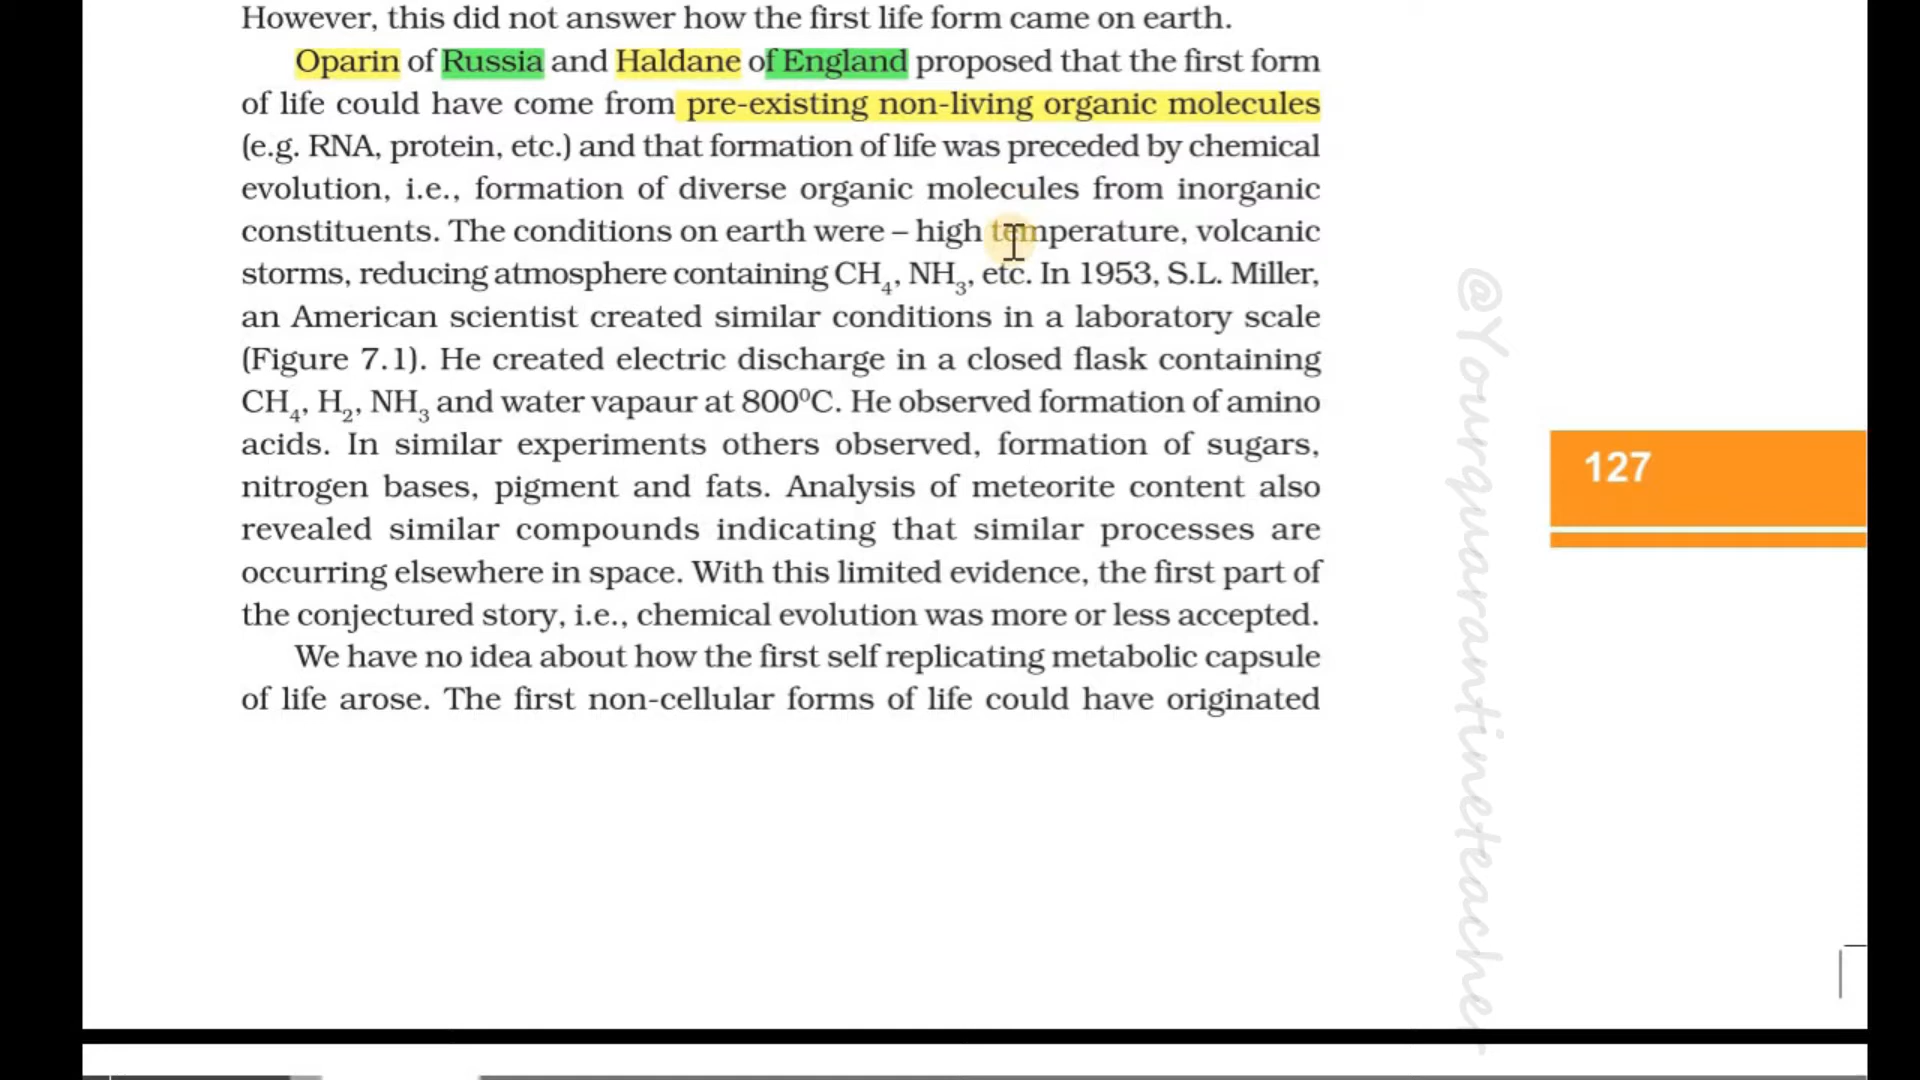 However, this did not answer how the first life form came on earth.
Oparin of Russia and Haldane of England proposed that the first form
of life could have come from pre-existing non-living organic molecules
(e.g. RNA, protein, etc.) and that formation of life was preceded by chemical
evolution, i.e., formation of diverse organic molecules from inorganic
constituents. The conditions on earth were – high temperature, volcanic
storms, reducing atmosphere containing CH₄, NH₃, etc. In 1953, S.L. Miller,
an American scientist created similar conditions in a laboratory scale
(Figure 7.1). He created electric discharge in a closed flask containing
CH₄, H₂, NH₃ and water vapaur at 800⁰C. He observed formation of amino
acids. In similar experiments others observed, formation of sugars,
nitrogen bases, pigment and fats. Analysis of meteorite content also
revealed similar compounds indicating that similar processes are
occurring elsewhere in space. With this limited evidence, the first part of
the conjectured story, i.e., chemical evolution was more or less accepted.
We have no idea about how the first self replicating metabolic capsule
of life arose. The first non-cellular forms of life could have originated
127
@Yourquarantineteacher